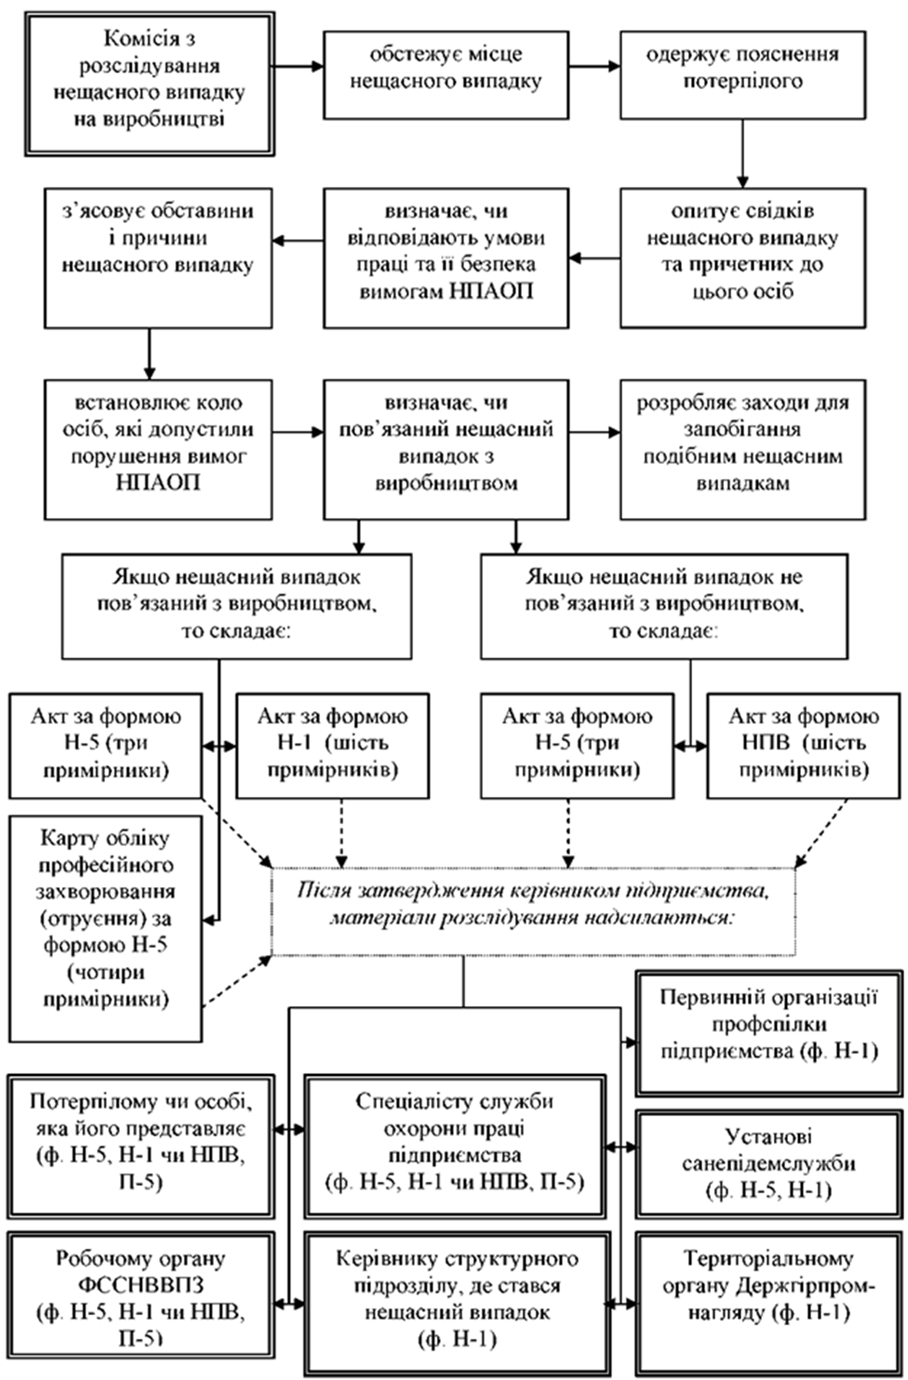 Комісія з
розслідування
нещасного випадку
на виробництві
обстежує місце
нещасного випадку
одержує пояснення
потерпілого
опитує свідків
нещасного випадку
та причетних до
цього осіб
визначає, чи
відповідають умови
праці та її безпека
вимогам НПАОП
з’ясовує обставини
і причини
нещасного випадку
встановлює коло
осіб, які допустили
порушення вимог
НПАОП
визначає, чи
пов’язаний нещасний
випадок з
виробництвом
розробляє заходи для
запобігання
подібним нещасним
випадкам
Якщо нещасний випадок
пов’язаний з виробництвом,
то складає:
Якщо нещасний випадок не
пов’язаний з виробництвом,
то складає:
Акт за формою
Н-5 (три
примірники)
Акт за формою
Н-1 (шість
примірників)
Акт за формою
Н-5 (три
примірники)
Акт за формою
НПВ (шість
примірників)
Карту обліку
професійного
захворювання
(отруєння) за
формою Н-5
(чотири
примірники)
Після затвердження керівником підприємства,
матеріали розслідування надсилаються:
Первинній організації
профспілки
підприємства (ф. Н-1)
Потерпілому чи особі,
яка його представляє
(ф. Н-5, Н-1 чи НПВ,
П-5)
Спеціалісту служби
охорони праці
підприємства
(ф. Н-5, Н-1 чи НПВ, П-5)
Установі
санепідемслужби
(ф. Н-5, Н-1)
Робочому органу
ФССНВВПЗ
(ф. Н-5, Н-1 чи НПВ,
П-5)
Керівнику структурного
підрозділу, де стався
нещасний випадок
(ф. Н-1)
Територіальному
органу Держгірпром-
нагляду (ф. Н-1)